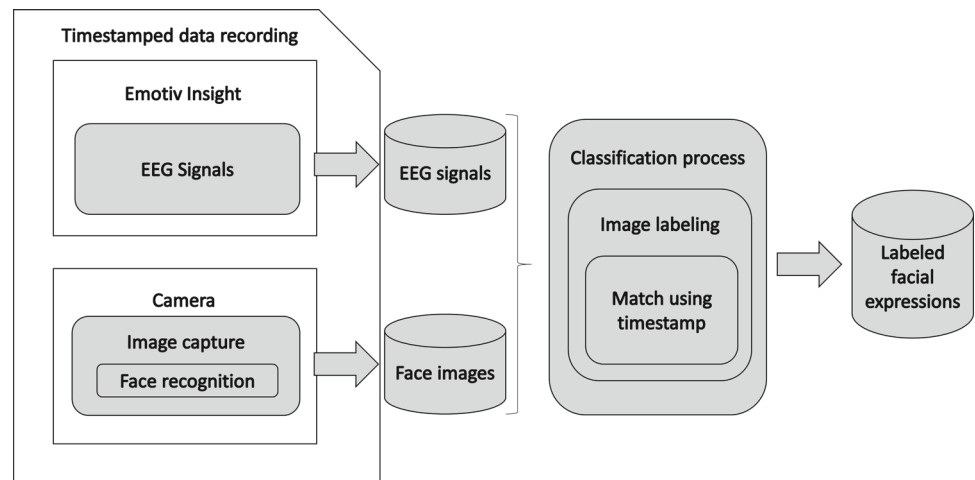 Timestamped data recording
Emotiv Insight
EEG Signals
EEG signals
Camera
Image capture
Face recognition
Face images
Classification process
Image labeling
Match using
timestamp
Labeled
facial
expressions